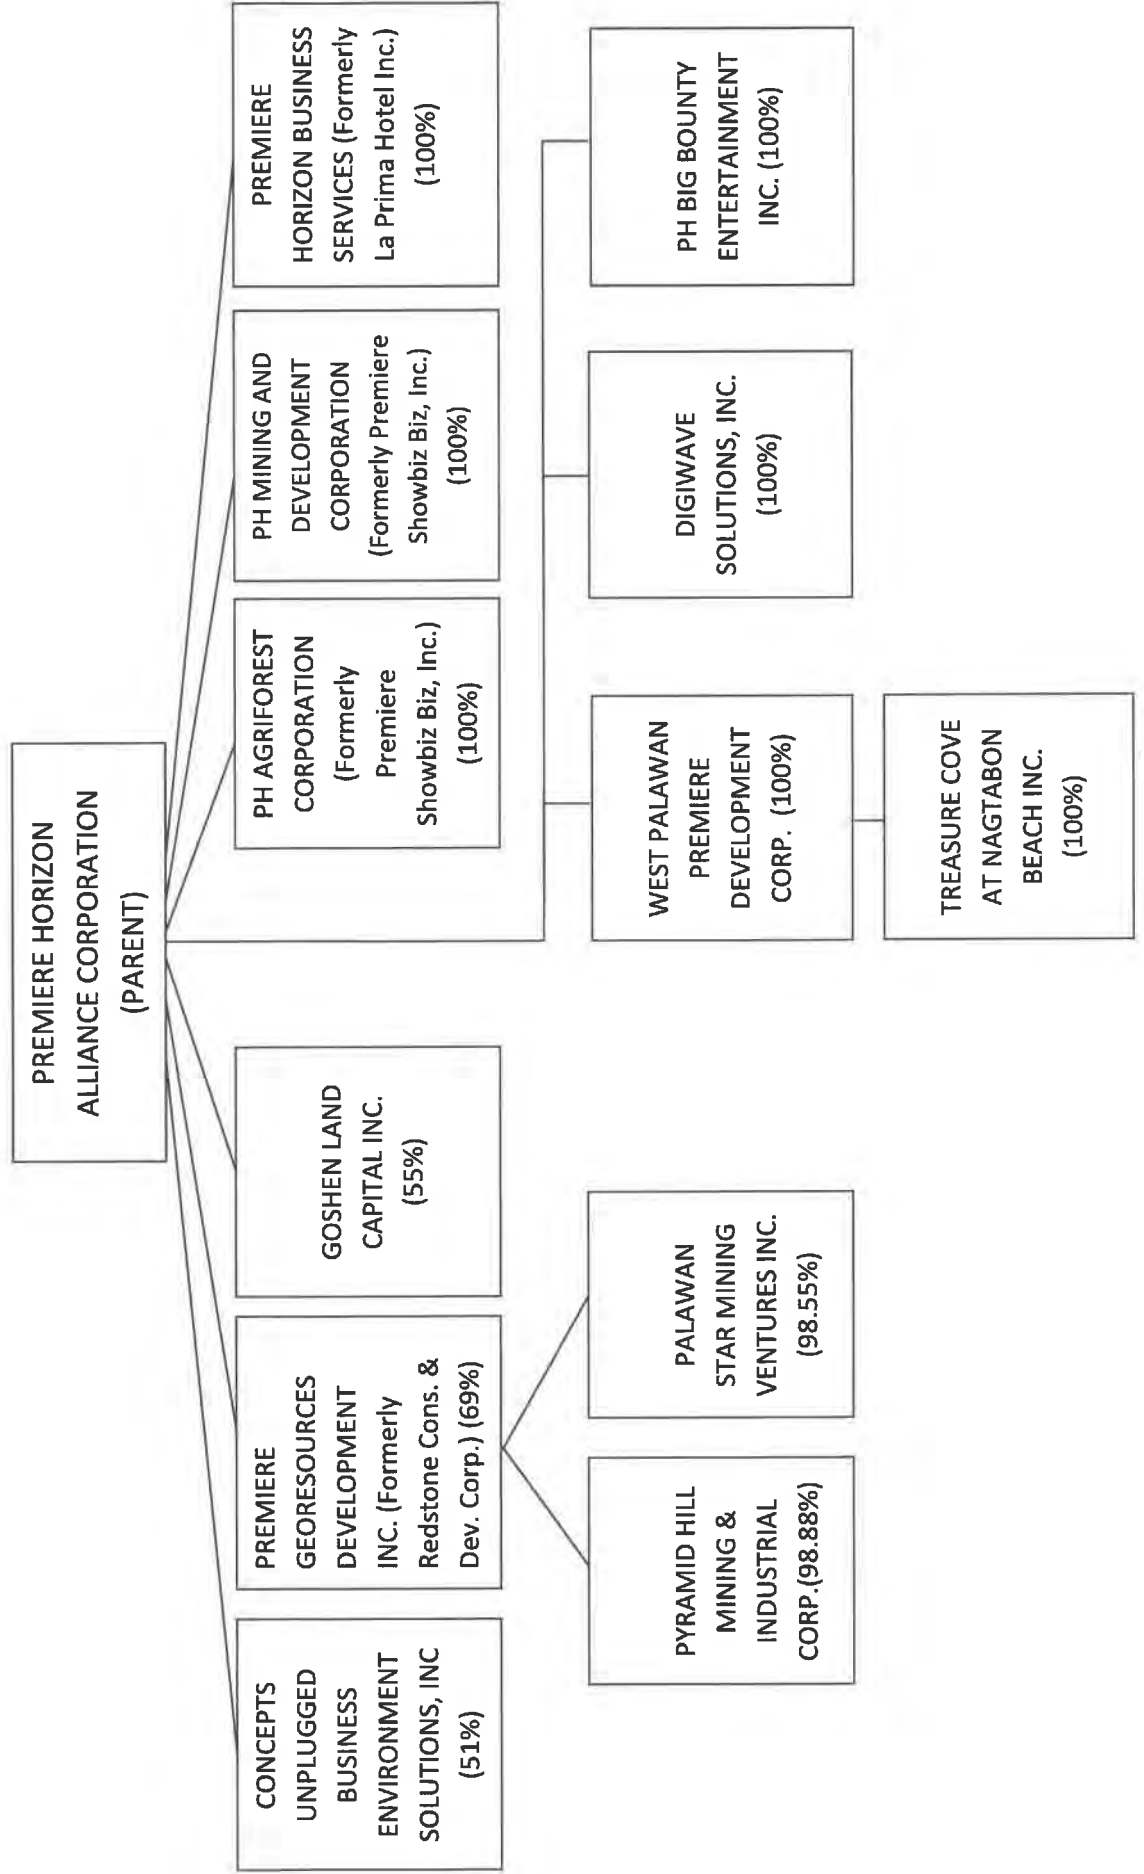 PREMIERE HORIZON
ALLIANCE CORPORATION
(PARENT)
CONCEPTS
UNPLUGGED
BUSINESS
ENVIRONMENT
SOLUTIONS, INC
(51%)
PREMIERE
GEORESOURCES
DEVELOPMENT
INC. (Formerly
Redstone Cons. &
Dev. Corp.) (69%)
GOSHEN LAND
CAPITAL INC.
(55%)
PH AGRIFOREST
CORPORATION
(Formerly
Premiere
Showbiz Biz, Inc.)
(100%)
PH MINING AND
DEVELOPMENT
CORPORATION
(Formerly Premiere
Showbiz Biz, Inc.)
(100%)
PREMIERE
HORIZON BUSINESS
SERVICES (Formerly
La Prima Hotel Inc.)
(100%)
PYRAMID HILL
MINING &
INDUSTRIAL
CORP.(98.88%)
PALAWAN
STAR MINING
VENTURES INC.
(98.55%)
WEST PALAWAN
PREMIERE
DEVELOPMENT
CORP. (100%)
DIGIWAVE
SOLUTIONS, INC.
(100%)
PH BIG BOUNTY
ENTERTAINMENT
INC. (100%)
TREASURE COVE
AT NAGTABON
BEACH INC.
(100%)